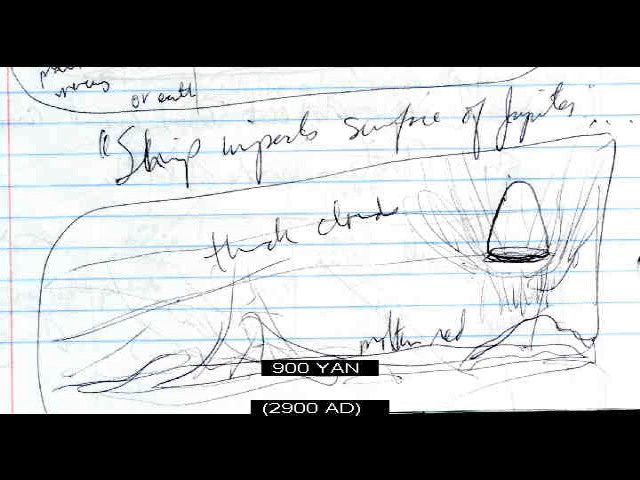 or earth
"Ship impacts surface of Jupiter"...
thick clouds
molten red
900 YAN
(2900 AD)